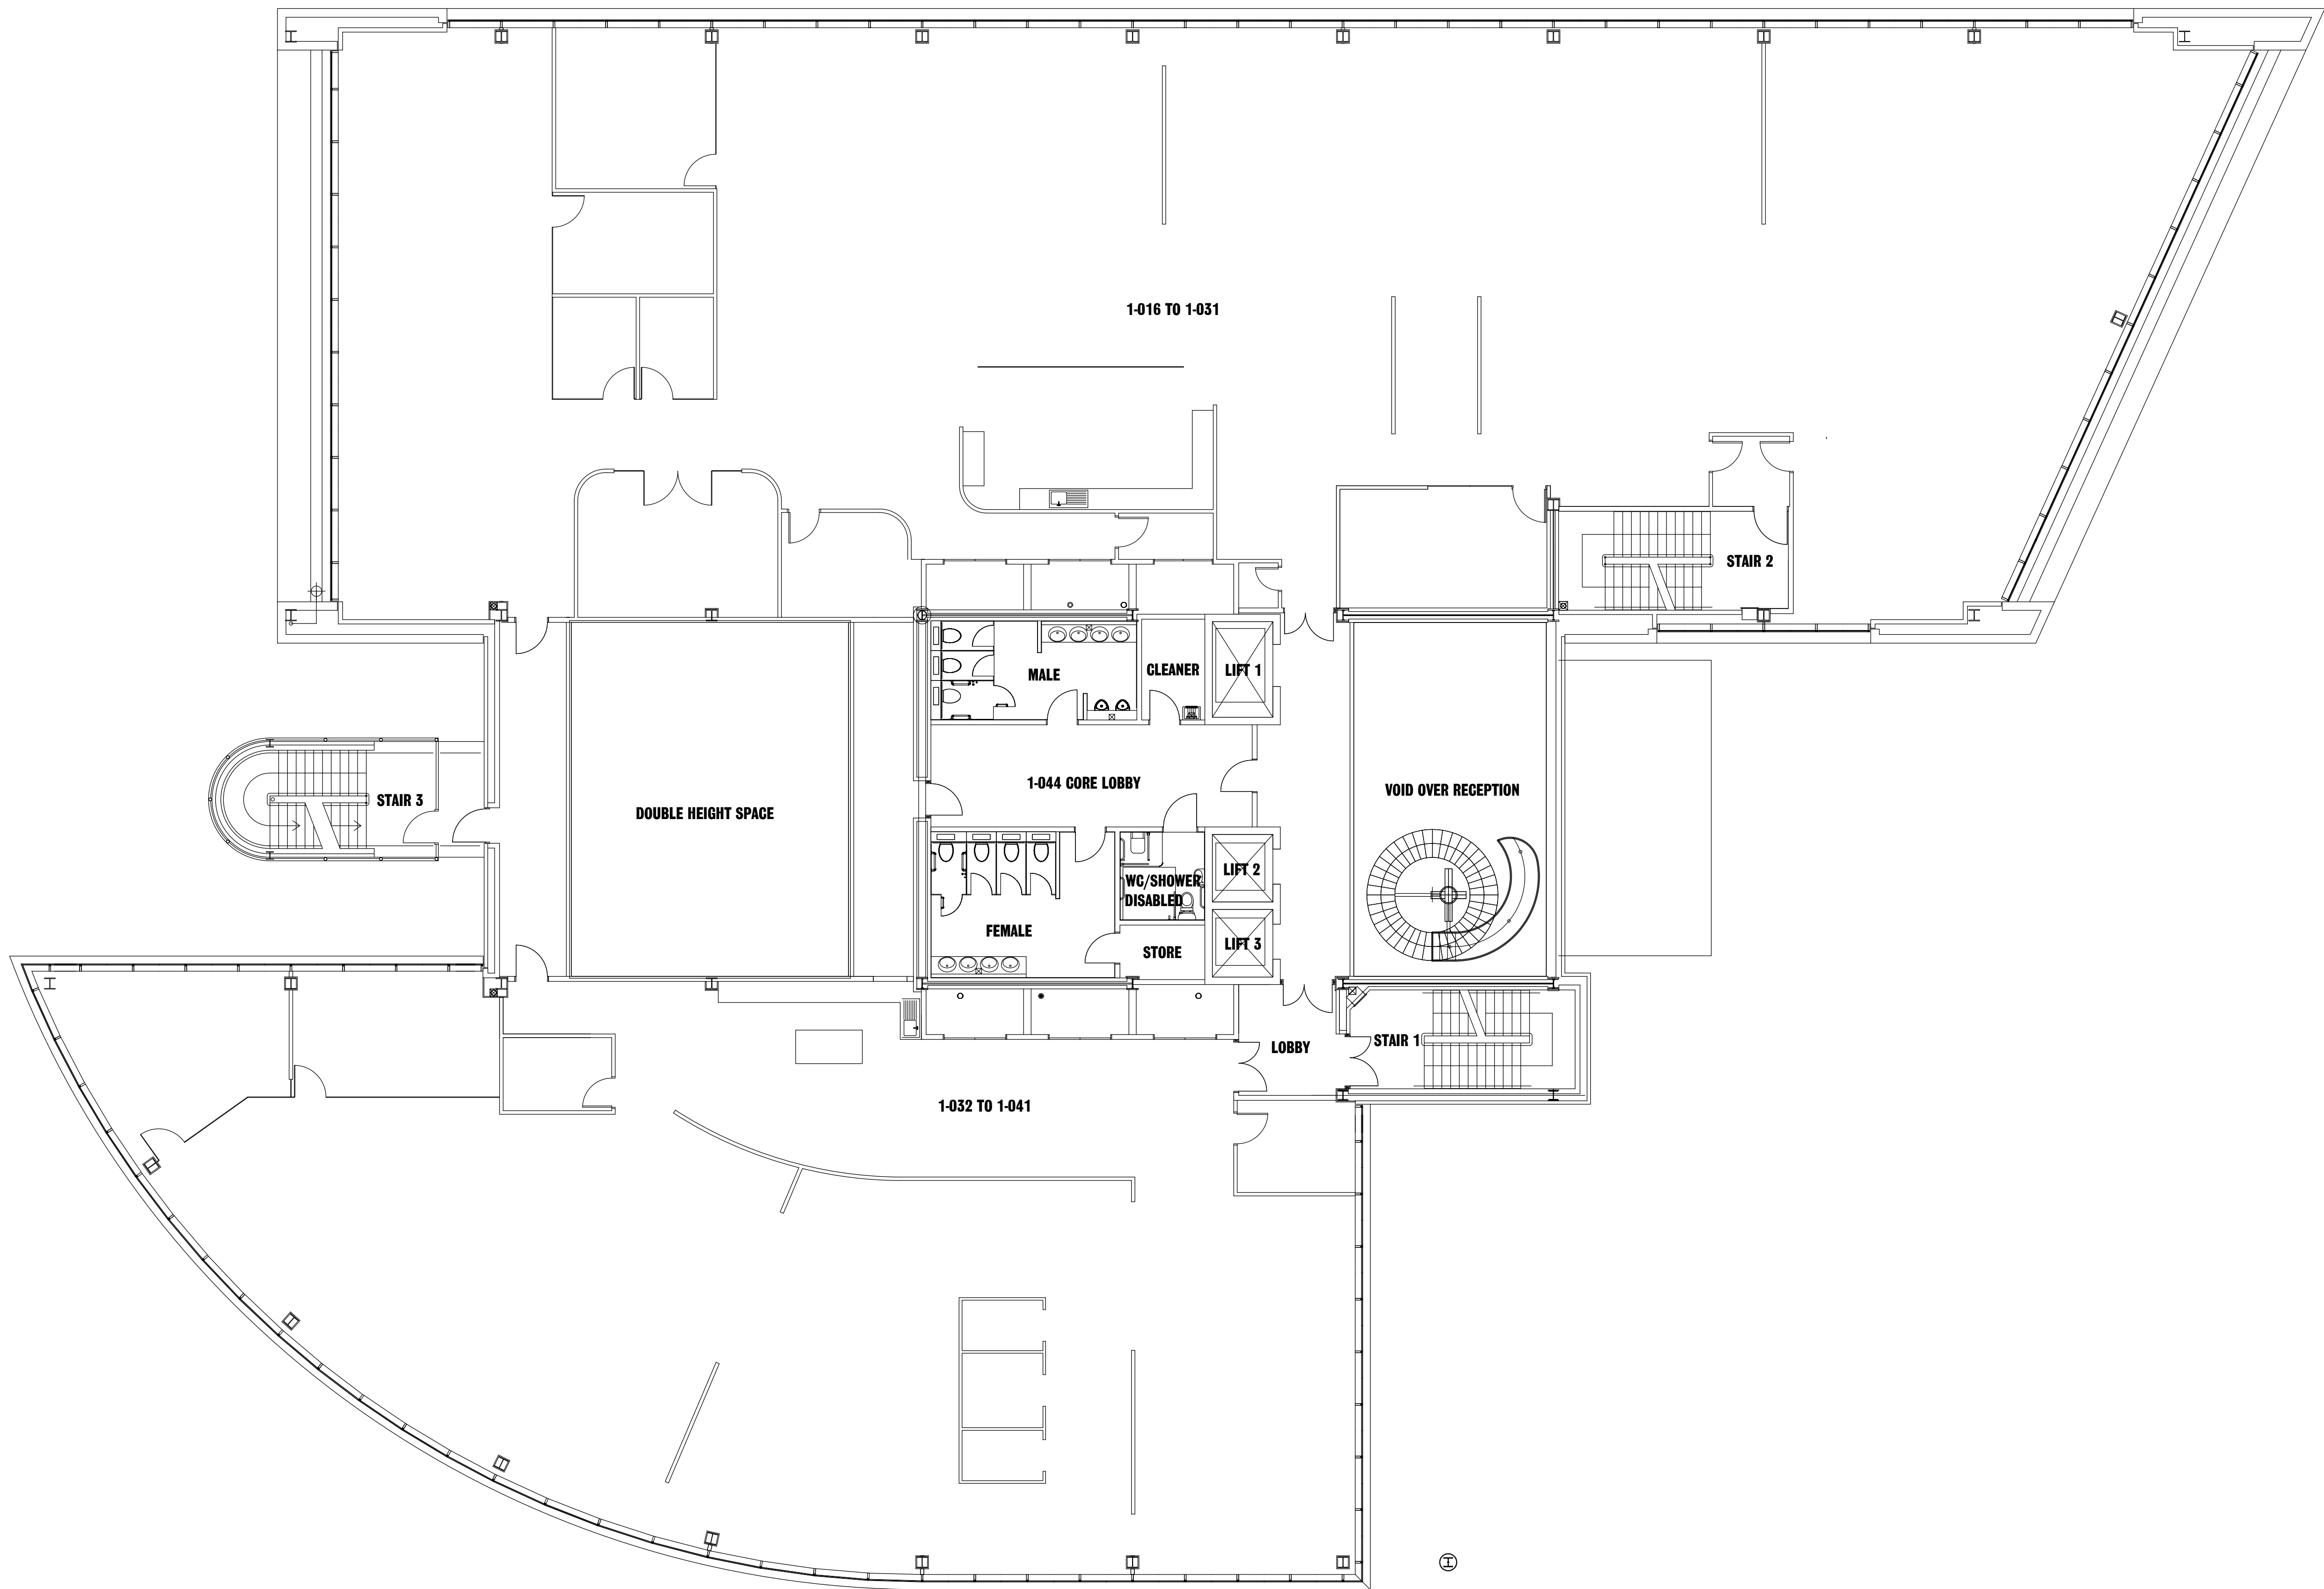 1-016 TO 1-031
STAIR 2
MALE
CLEANER
LIFT 1
1-044 CORE LOBBY
VOID OVER RECEPTION
STAIR 3
DOUBLE HEIGHT SPACE
LIFT 2
WC/SHOWER
DISABLED
FEMALE
STORE
LIFT 3
STAIR 1
LOBBY
1-032 TO 1-041